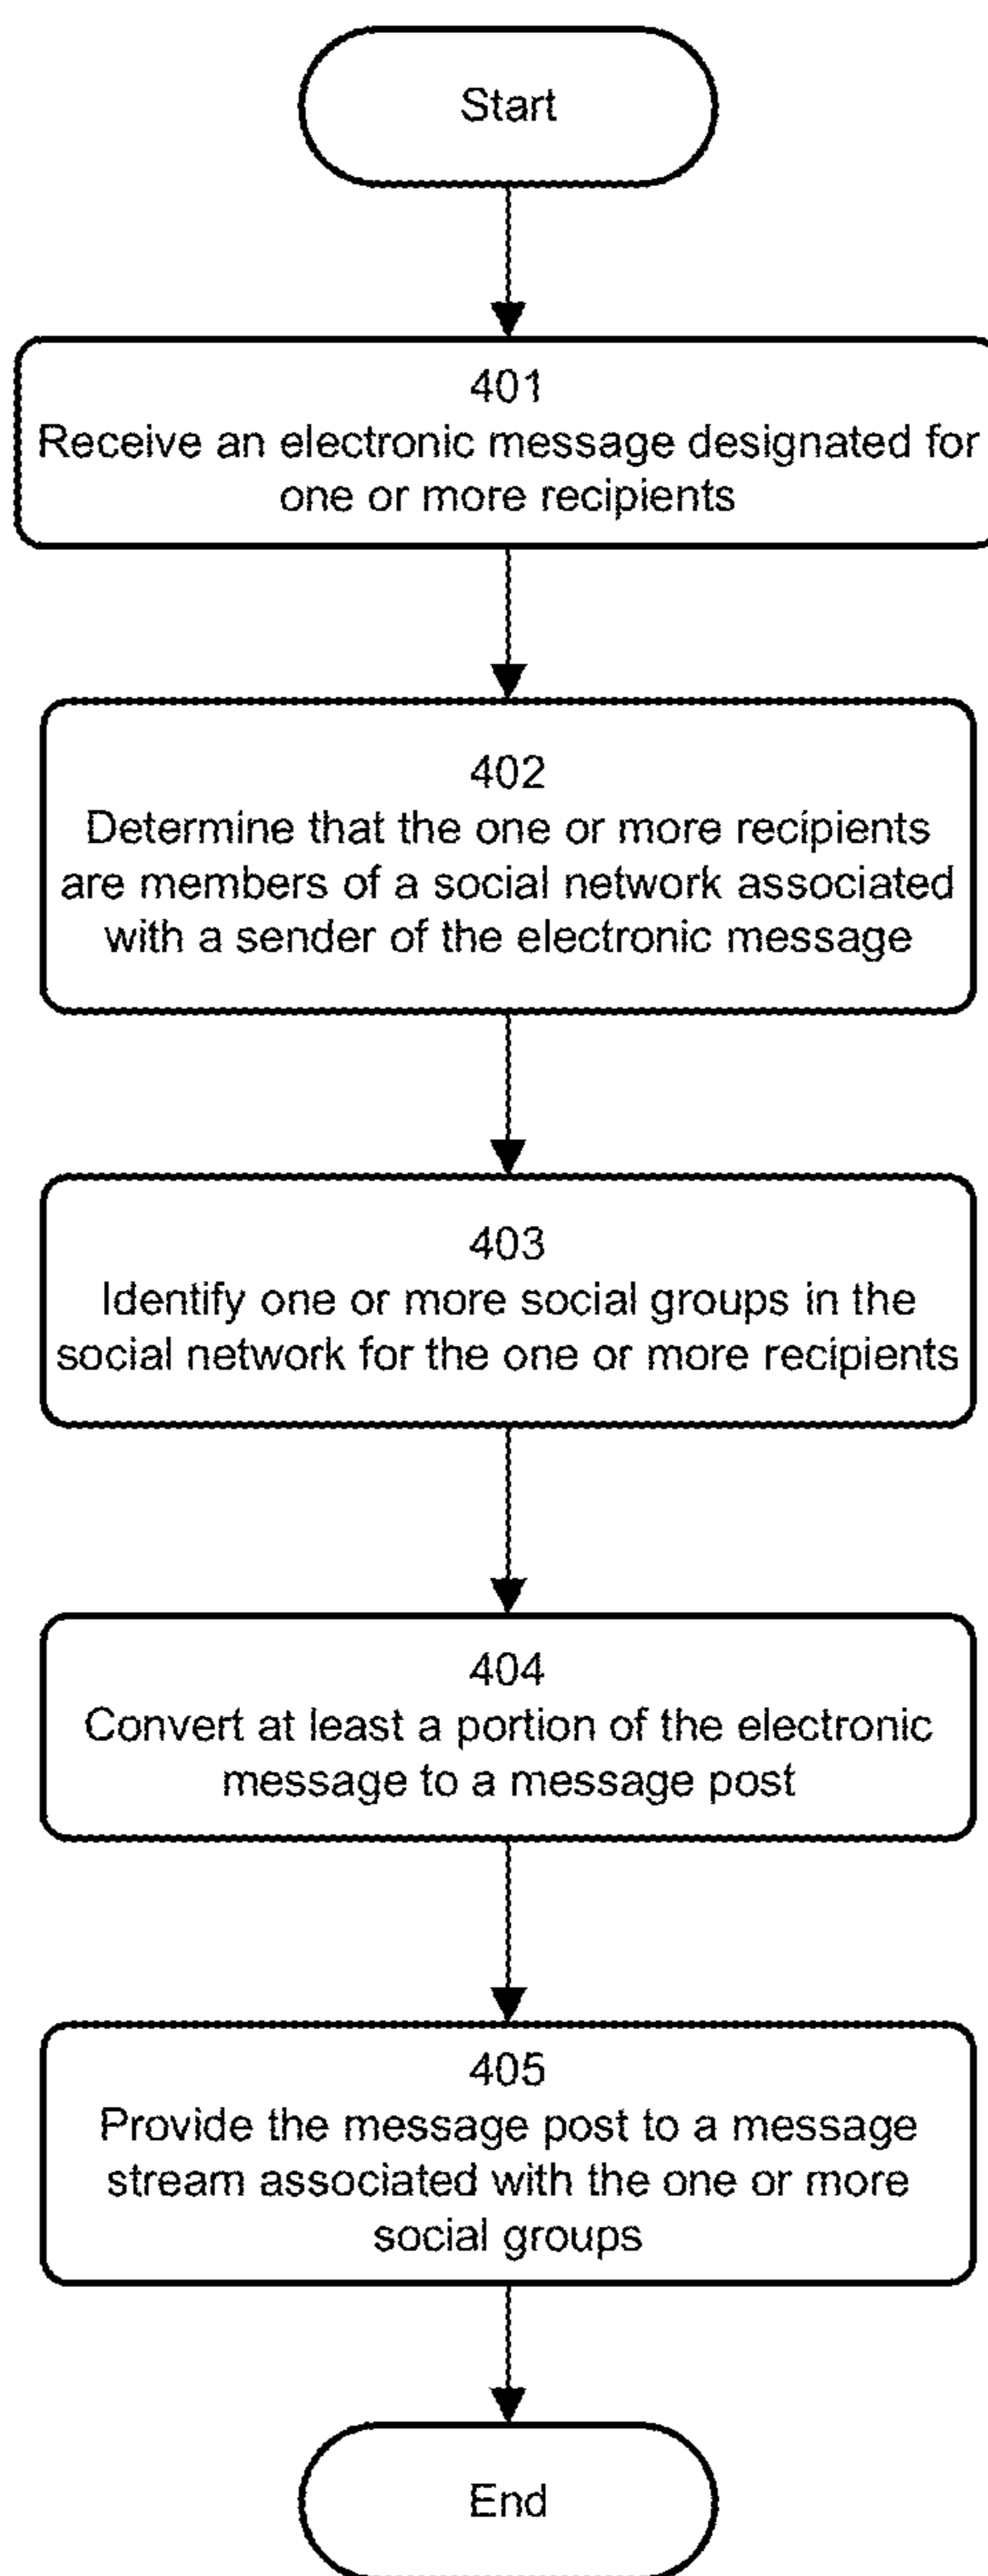 Start
401
Receive an electronic message designated for
one or more recipients
402
Determine that the one or more recipients
are members of a social network associated
with a sender of the electronic message
403
Identify one or more social groups in the
social network for the one or more recipients
404
Convert at least a portion of the electronic
message to a message post
405
Provide the message post to a message
stream associated with the one or more
social groups
End